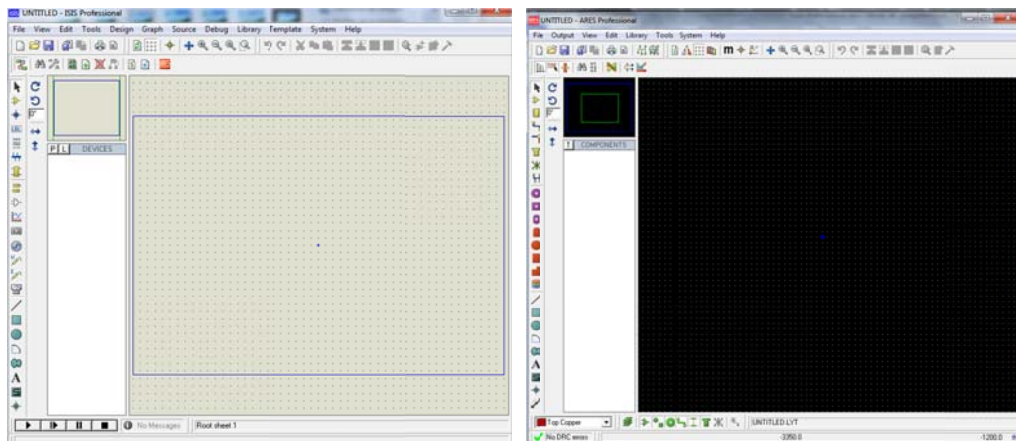 UNTITLED - ISIS Professional
File View Edit Tools Design Graph Source Debug Library Template System Help
P L DEVICES
LBL
A
No Messages Root sheet 1
UNTITLED - ARES Professional
File Output View Edit Library Tools System Help
m
T COMPONENTS
A
Top Copper UNTITLED.LYT
No DRC errors -3350.0 -1200.0